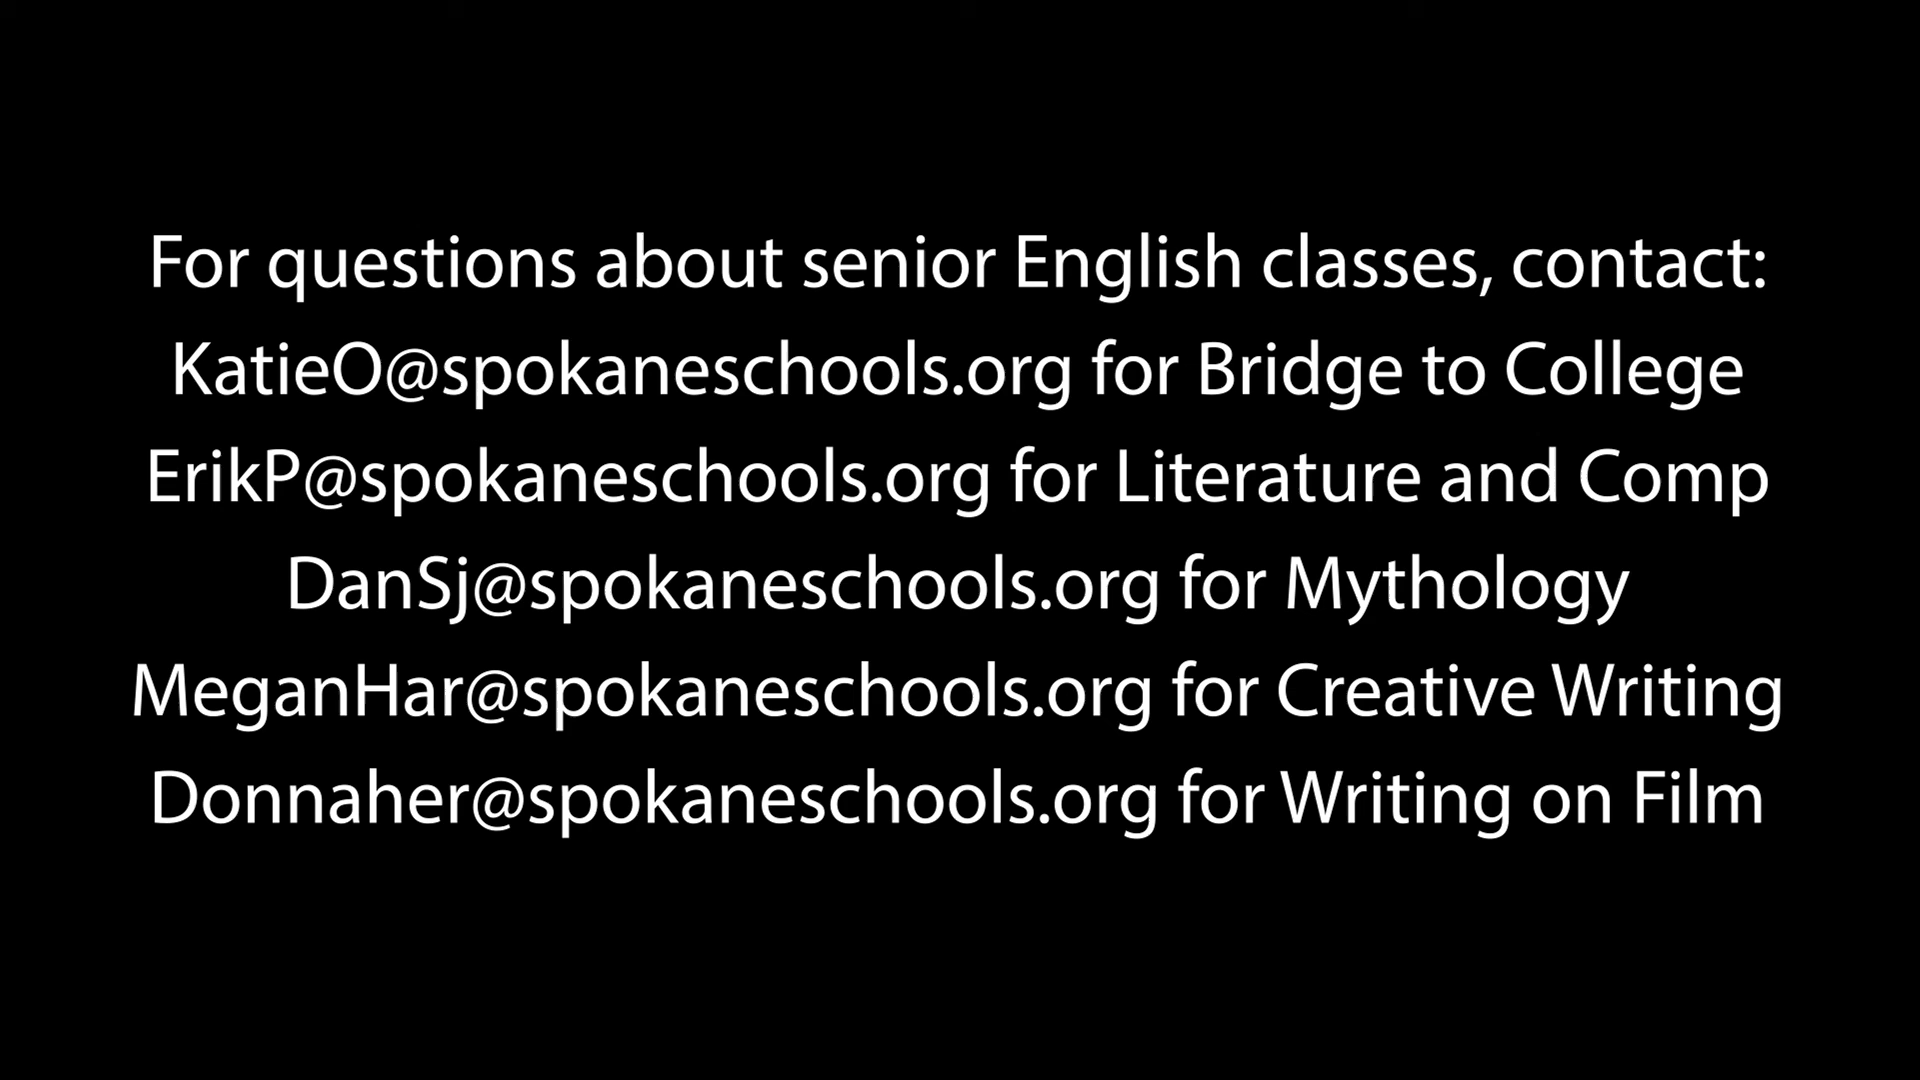 For questions about senior English classes, contact:
KatieO@spokaneschools.org for Bridge to College
ErikP@spokaneschools.org for Literature and Comp
DanSj@spokaneschools.org for Mythology
MeganHar@spokaneschools.org for Creative Writing
Donnaher@spokaneschools.org for Writing on Film